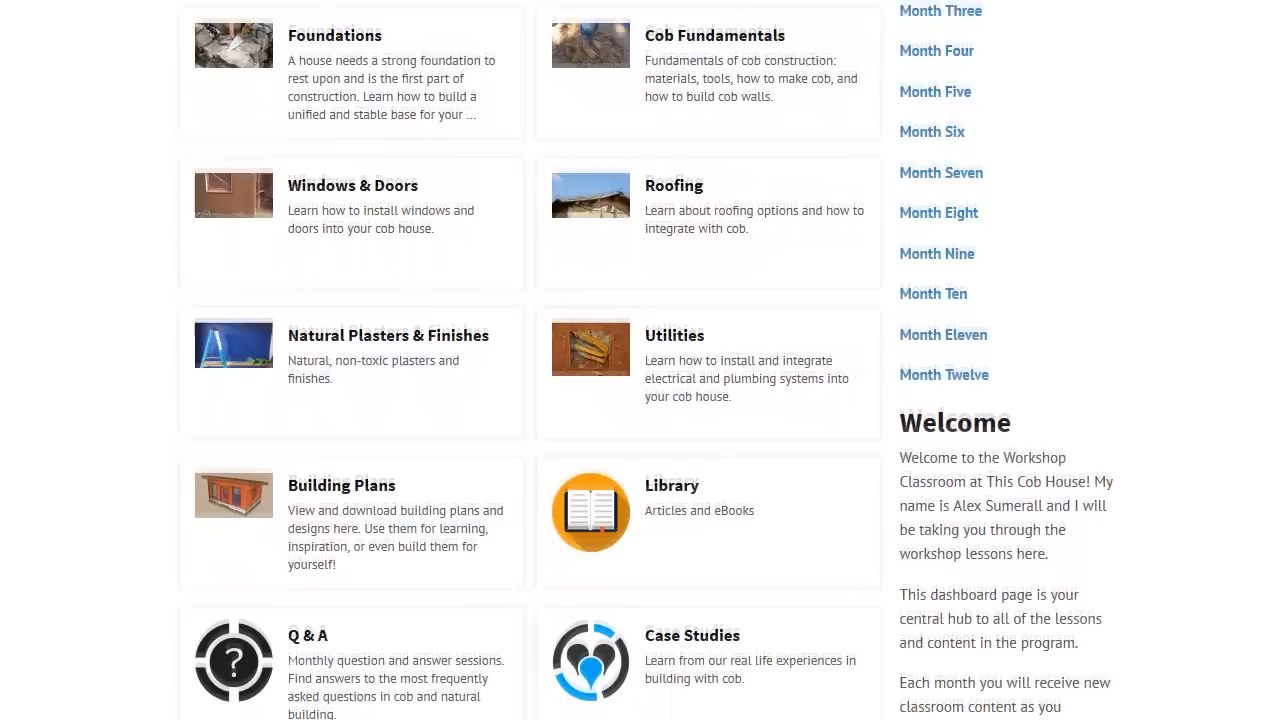 Foundations
A house needs a strong foundation to
rest upon and is the first part of
construction. Learn how to build a
unified and stable base for your ...
Cob Fundamentals
Fundamentals of cob construction:
materials, tools, how to make cob, and
how to build cob walls.
Windows & Doors
Learn how to install windows and
doors into your cob house.
Roofing
Learn about roofing options and how to
integrate with cob.
Natural Plasters & Finishes
Natural, non-toxic plasters and
finishes.
Utilities
Learn how to install and integrate
electrical and plumbing systems into
your cob house.
Building Plans
View and download building plans and
designs here. Use them for learning,
inspiration, or even build them for
yourself!
Library
Articles and eBooks
Q & A
Monthly question and answer sessions.
Find answers to the most frequently
asked questions in cob and natural
building.
Case Studies
Learn from our real life experiences in
building with cob.
Month Three
Month Four
Month Five
Month Six
Month Seven
Month Eight
Month Nine
Month Ten
Month Eleven
Month Twelve
Welcome
Welcome to the Workshop
Classroom at This Cob House! My
name is Alex Sumerall and I will
be taking you through the
workshop lessons here.
This dashboard page is your
central hub to all of the lessons
and content in the program.
Each month you will receive new
classroom content as you